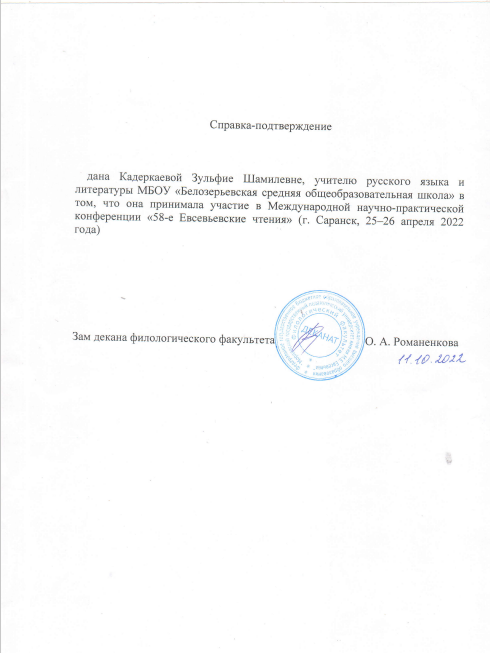 Справка-подтверждение
дана Кадеркаевой Зульфие Шамилевне, учителю русского языка и
литературы МБОУ «Белозерьевская средняя общеобразовательная школа» в
том, что она принимала участие в Международной научно-практической
конференции «58-е Евсевьевские чтения» (г. Саранск, 25–26 апреля 2022
года)
Зам декана филологического факультета
ДЕКАНАТ
О. А. Романенкова
11.10.2022